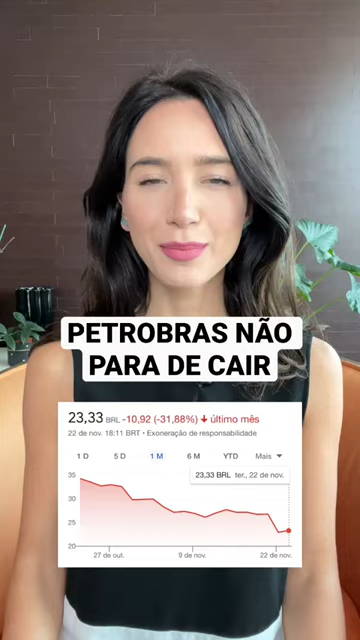 PETROBRAS NÃO
PARA DE CAIR
23,33 BRL -10,92 (-31,88%) ↓ último mês
22 de nov. 18:11 BRT • Exoneração de responsabilidade
1 D 5 D 1 M 6 M YTD Mais
23,33 BRL ter., 22 de nov.
35
30
25
20
27 de out. 9 de nov. 22 de nov.